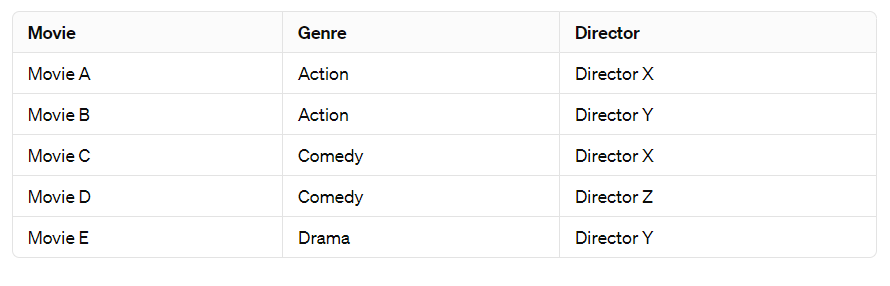 Movie Genre Director
Movie A Action Director X
Movie B Action Director Y
Movie C Comedy Director X
Movie D Comedy Director Z
Movie E Drama Director Y